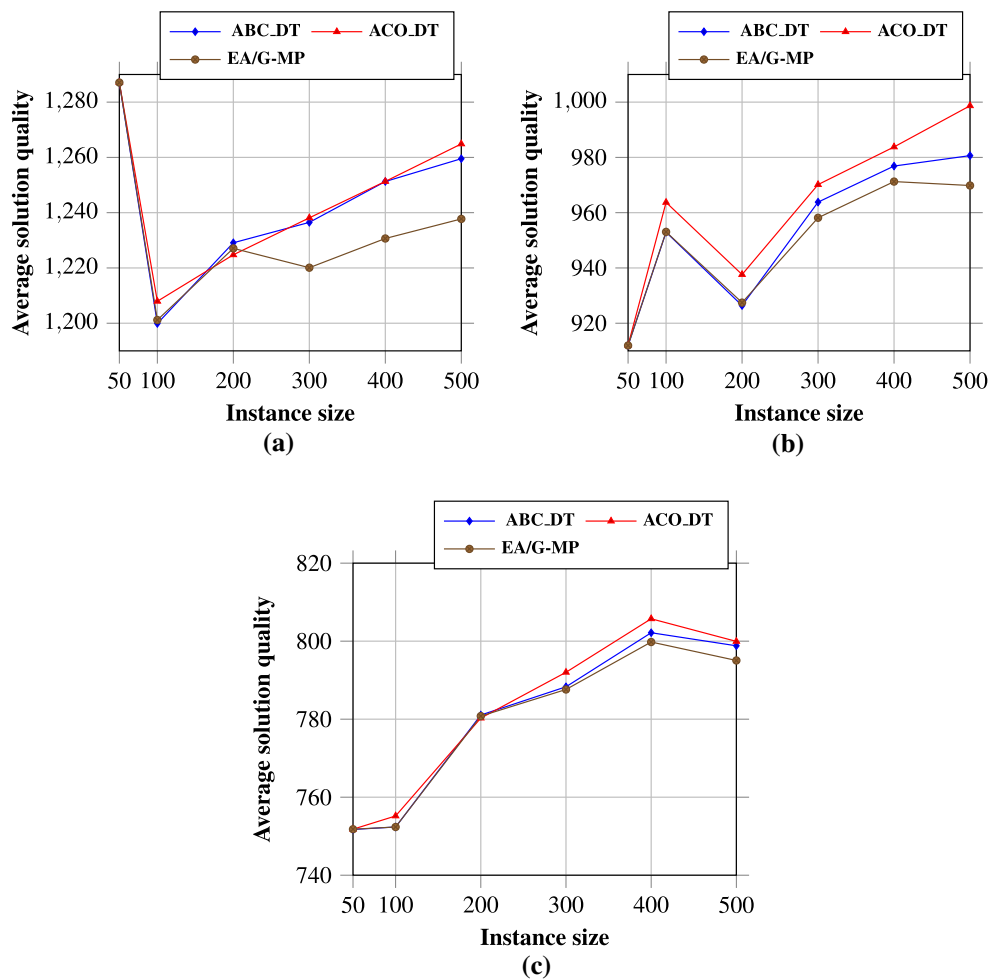 ABC_DT ACO_DT
EA/G-MP
1,280
1,260
1,240
1,220
1,200
Average solution quality
50 100 200 300 400 500
Instance size
(a)
ABC_DT ACO_DT
EA/G-MP
1,000
980
960
940
920
Average solution quality
50 100 200 300 400 500
Instance size
(b)
ABC_DT ACO_DT
EA/G-MP
820
800
780
760
740
Average solution quality
50 100 200 300 400 500
Instance size
(c)